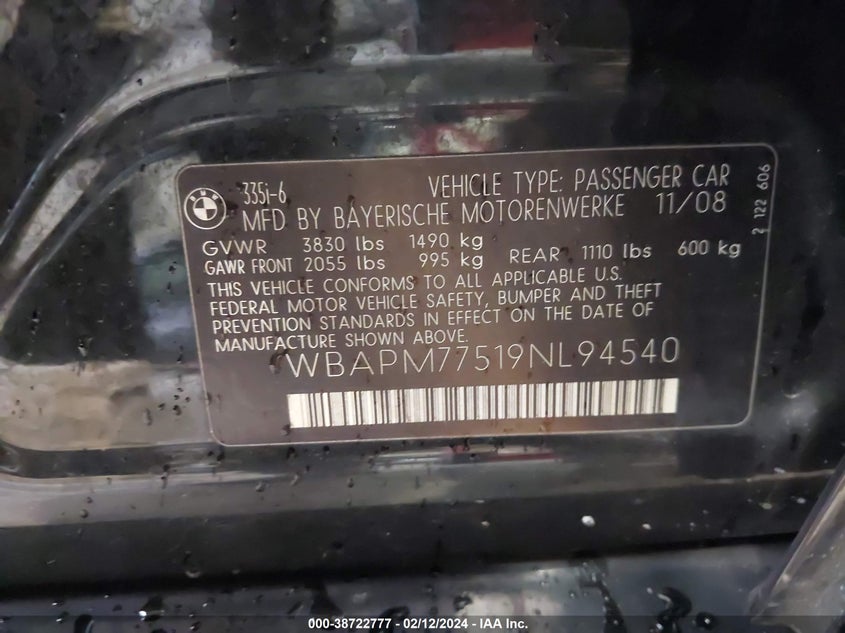 BMW
335i-6
VEHICLE TYPE: PASSENGER CAR
MFD BY BAYERISCHE MOTORENWERKE 11/08
GVWR 3830 lbs 1490 kg
GAWR FRONT 2055 lbs 995 kg REAR 1110 lbs 600 kg
THIS VEHICLE CONFORMS TO ALL APPLICABLE U.S.
FEDERAL MOTOR VEHICLE SAFETY, BUMPER AND THEFT
PREVENTION STANDARDS IN EFFECT ON THE DATE OF
MANUFACTURE SHOWN ABOVE.
WBAPM77519NL94540
2 122 606
000-38722777 - 02/12/2024 - IAA Inc.